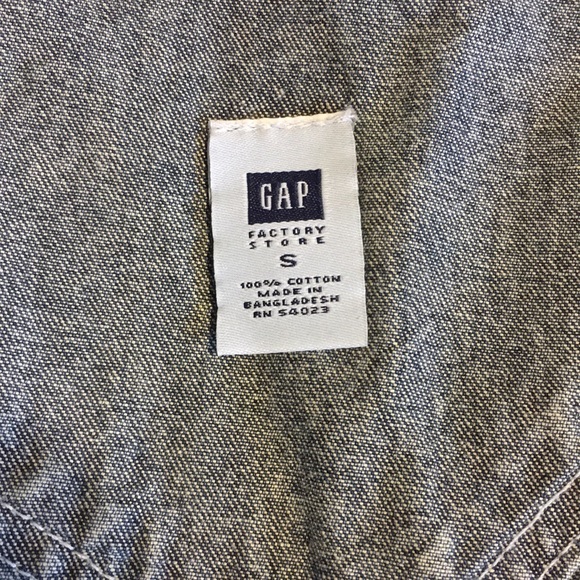 GAP
FACTORY
STORE
S
100% COTTON
MADE IN
BANGLADESH
RN 54023